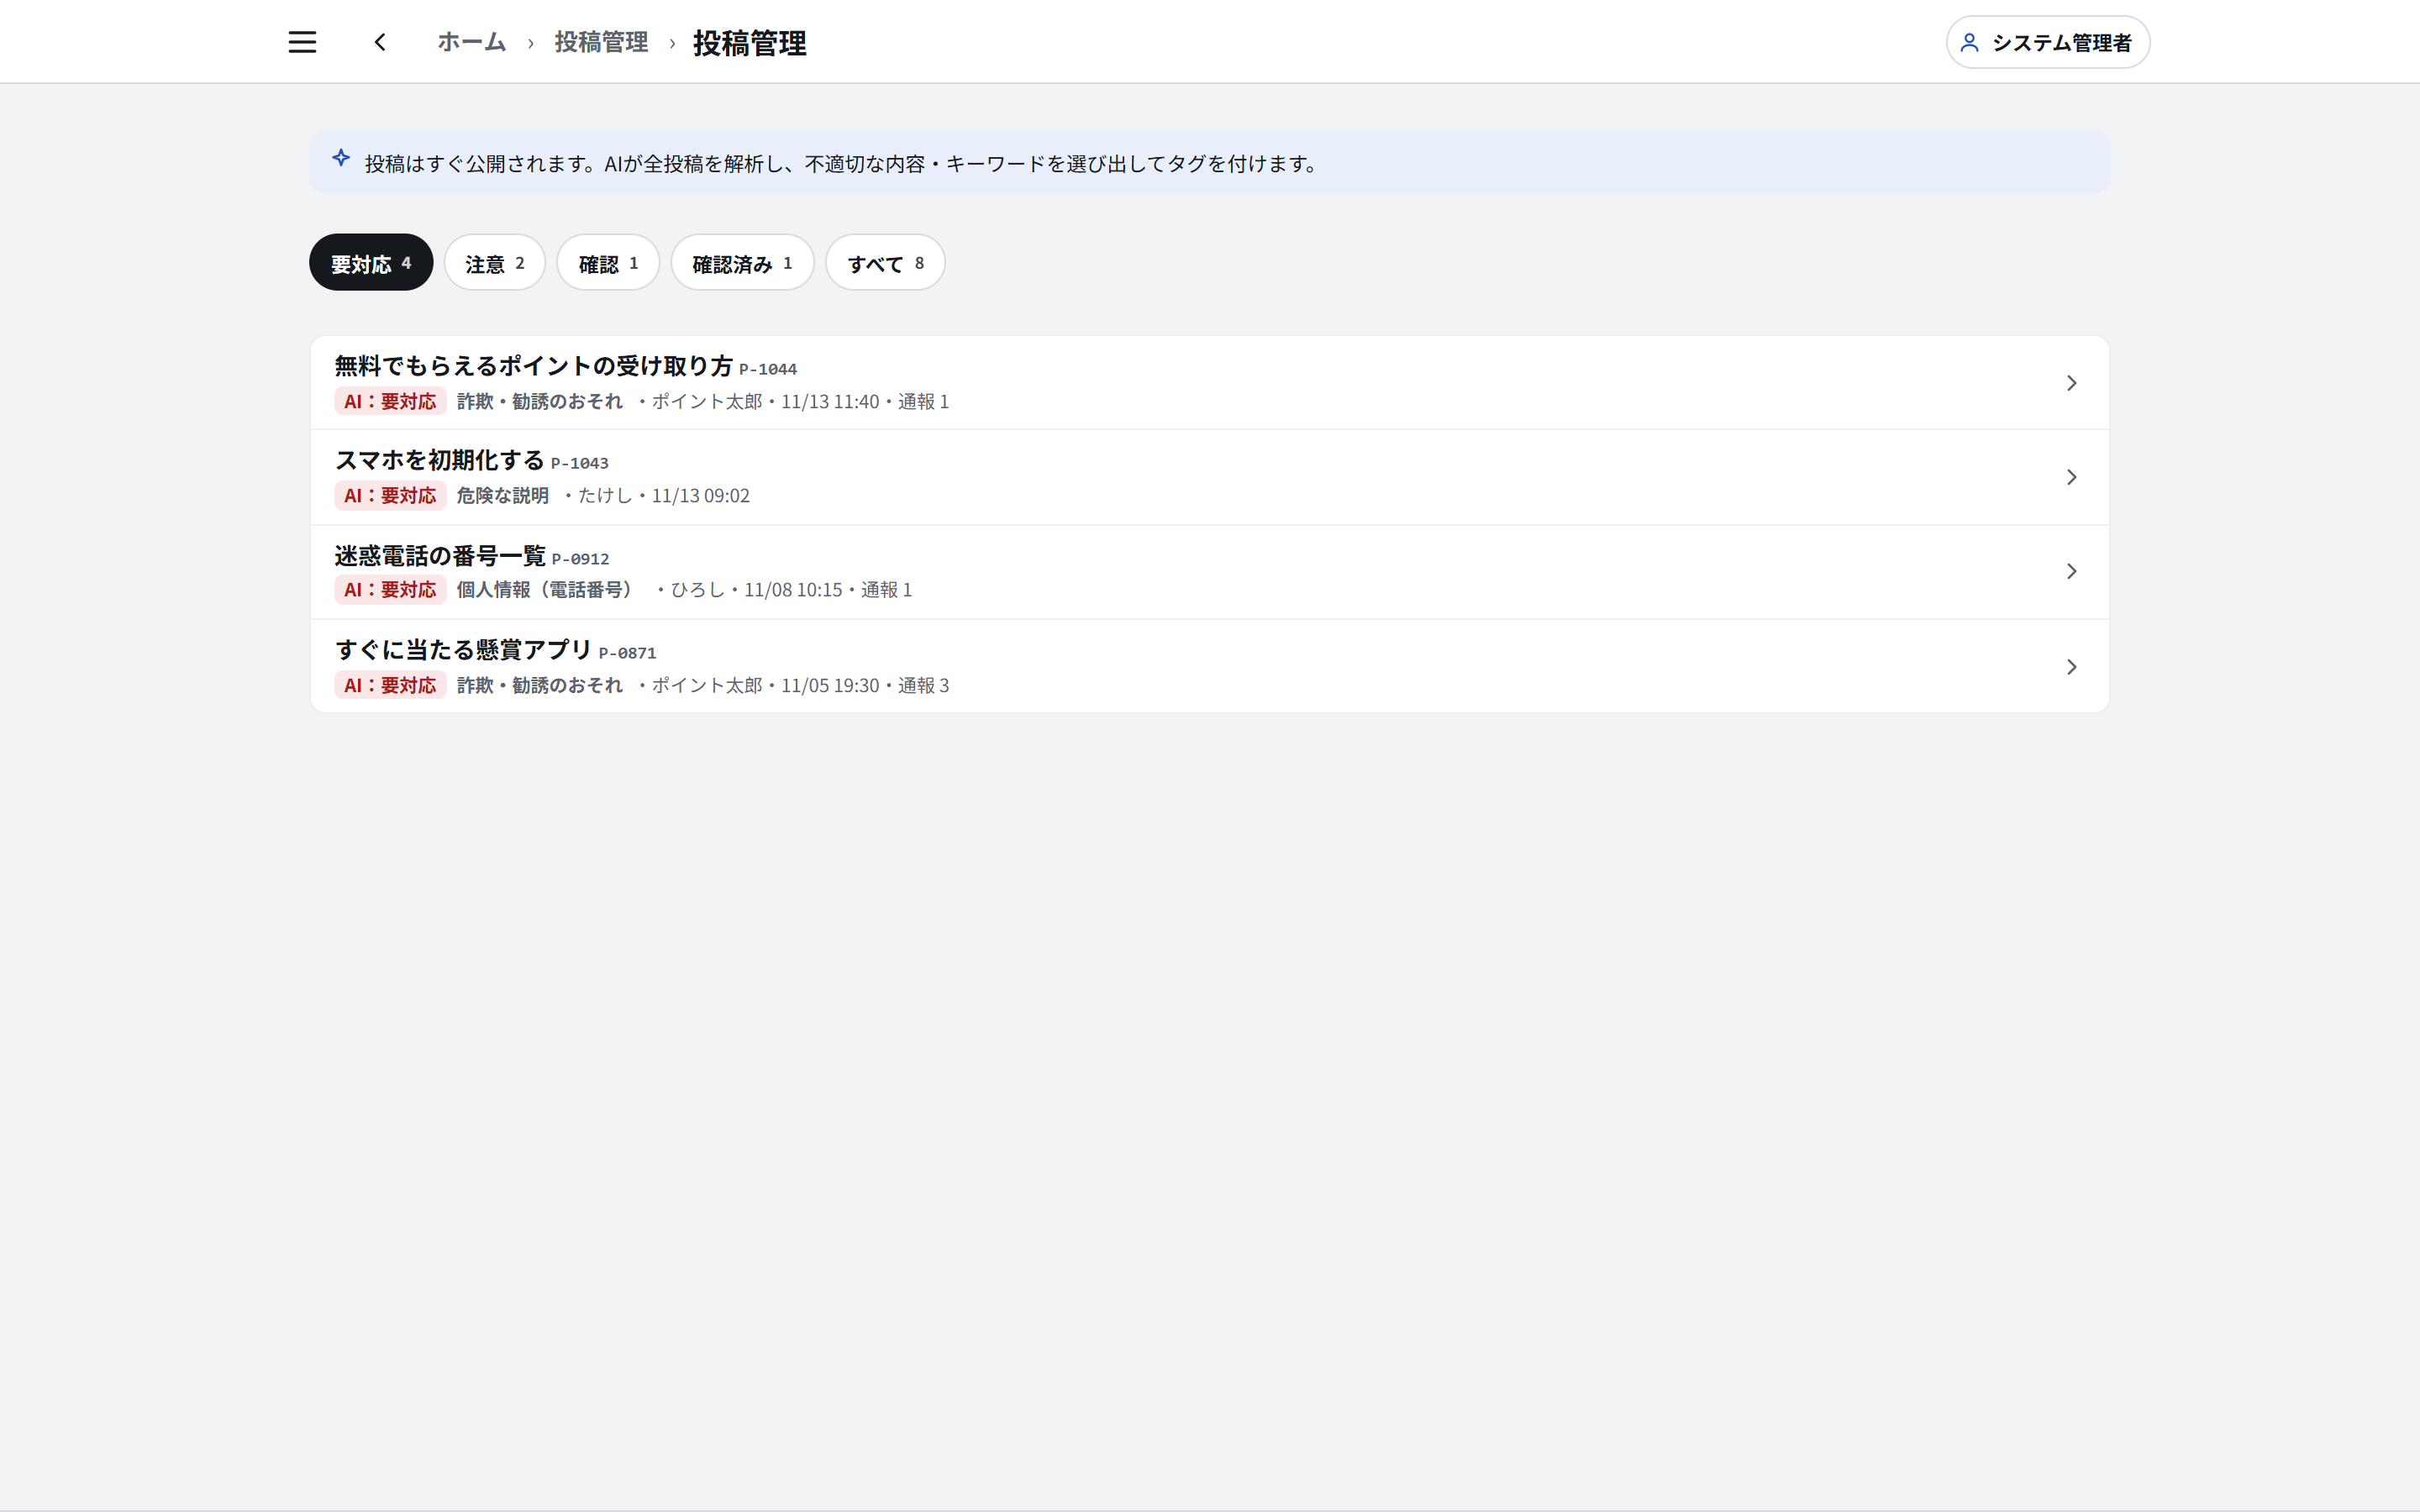 ホーム › 投稿管理 › 投稿管理
システム管理者
投稿はすぐ公開されます。AIが全投稿を解析し、不適切な内容・キーワードを選び出してタグを付けます。
要対応 4 注意 2 確認 1 確認済み 1 すべて 8
無料でもらえるポイントの受け取り方 P-1044
AI：要対応 詐欺・勧誘のおそれ ・ポイント太郎・11/13 11:40・通報 1
スマホを初期化する P-1043
AI：要対応 危険な説明 ・たけし・11/13 09:02
迷惑電話の番号一覧 P-0912
AI：要対応 個人情報（電話番号） ・ひろし・11/08 10:15・通報 1
すぐに当たる懸賞アプリ P-0871
AI：要対応 詐欺・勧誘のおそれ ・ポイント太郎・11/05 19:30・通報 3